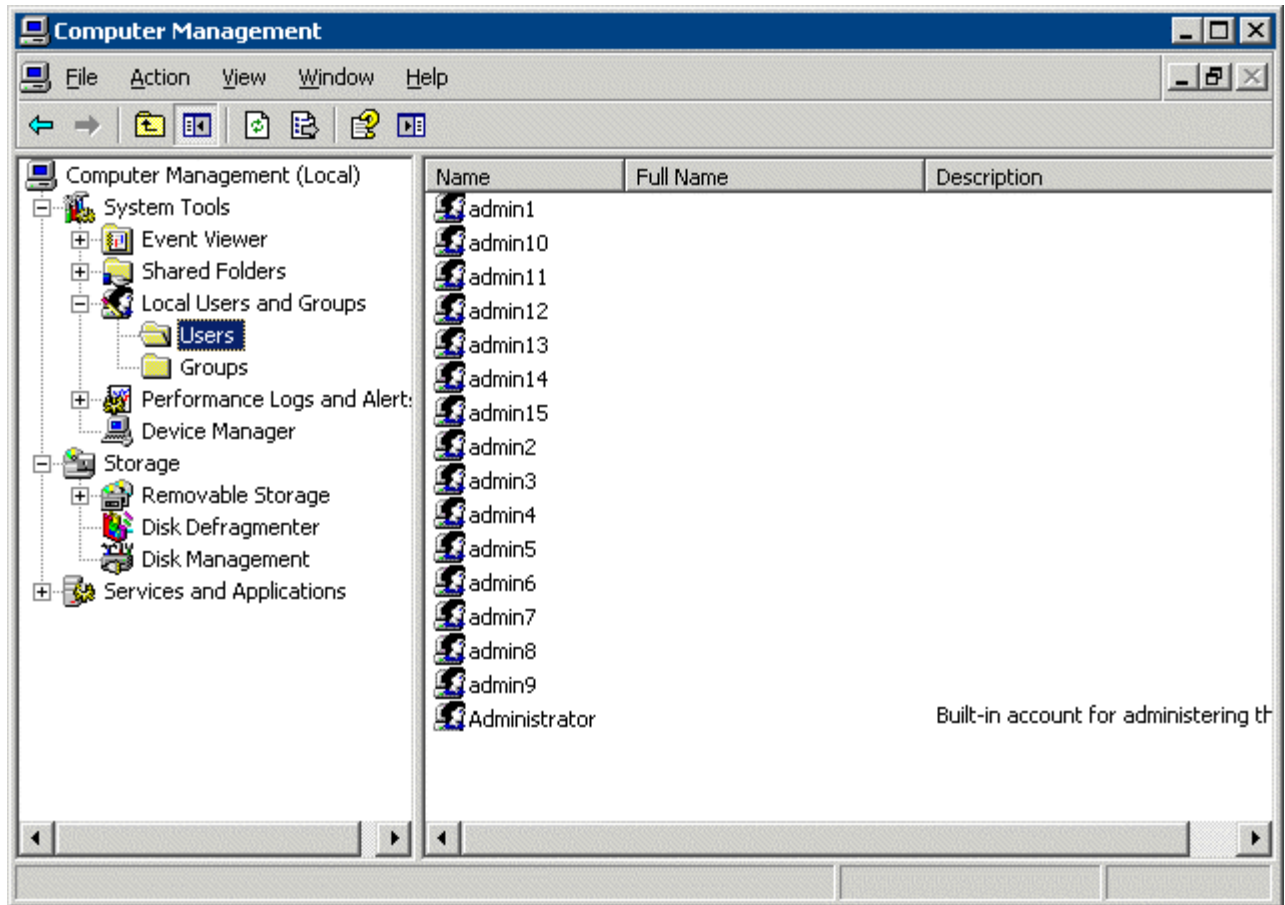 Computer Management
File Action View Window Help
Computer Management (Local)
System Tools
Event Viewer
Shared Folders
Local Users and Groups
Users
Groups
Performance Logs and Alert
Device Manager
Storage
Removable Storage
Disk Defragmenter
Disk Management
Services and Applications
Name Full Name Description
admin1
admin10
admin11
admin12
admin13
admin14
admin15
admin2
admin3
admin4
admin5
admin6
admin7
admin8
admin9
Administrator Built-in account for administering th